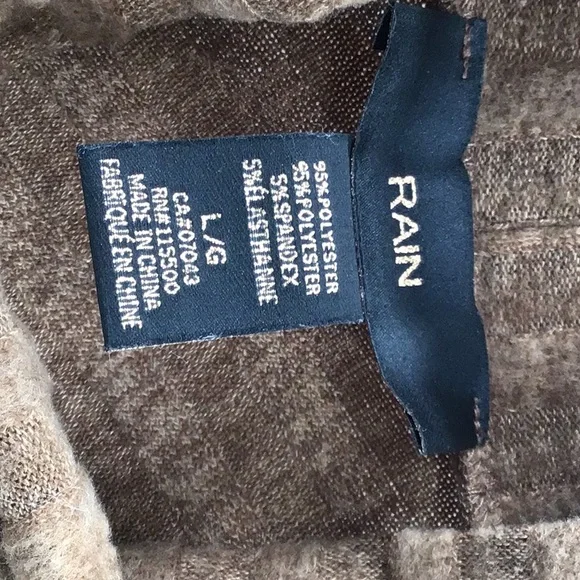 RAIN
95%POLYESTER
95%POLYESTER
5%SPANDEX
5%ÉLASTHANNE
L/G
CA#07043
RN#115500
MADE IN CHINA
FABRIQUÉ EN CHINE